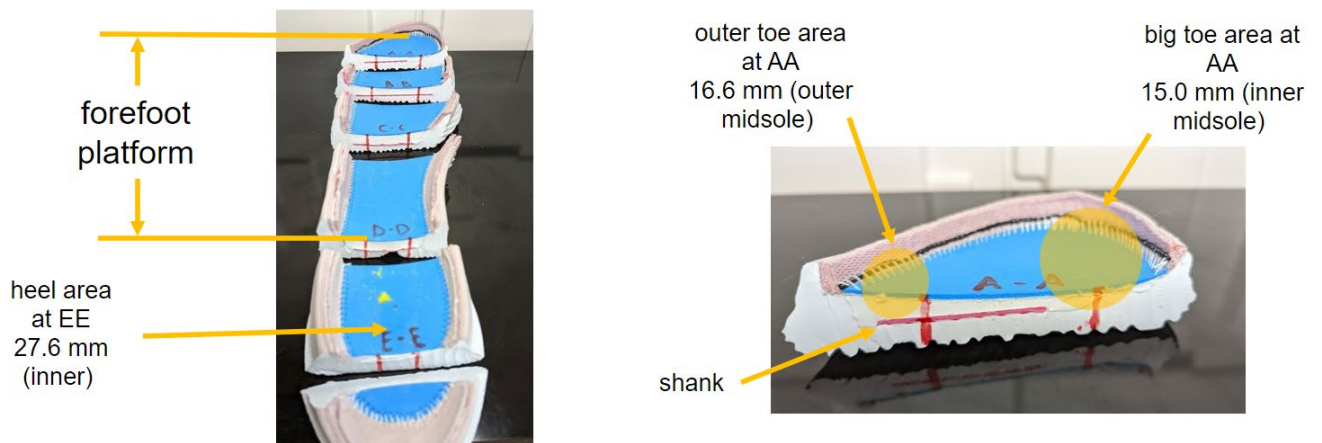 forefoot
platform
heel area
at EE
27.6 mm
(inner)
B-B
C-C
D-D
E-E
outer toe area
at AA
16.6 mm (outer
midsole)
big toe area at
AA
15.0 mm (inner
midsole)
A - A
shank